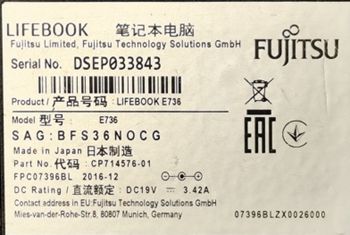 LIFEBOOK 笔记本电脑
Fujitsu Limited, Fujitsu Technology Solutions GmbH
FUJITSU
Serial No. DSEP033843
Product / 产品号码: LIFEBOOK E736
Model 型号: E736
SAG: BFS36NOCG
EAC
Made in Japan 日本制造
Part No. 代码: CP714576-01
FPC07396BL 2016-12
DC Rating / 直流额定: DC19V ⎓ 3.42A
Contact address in EU:Fujitsu Technology Solutions GmbH
Mies-van-der-Rohe-Str.8, 80807 Munich, Germany
07396BLZX0026000